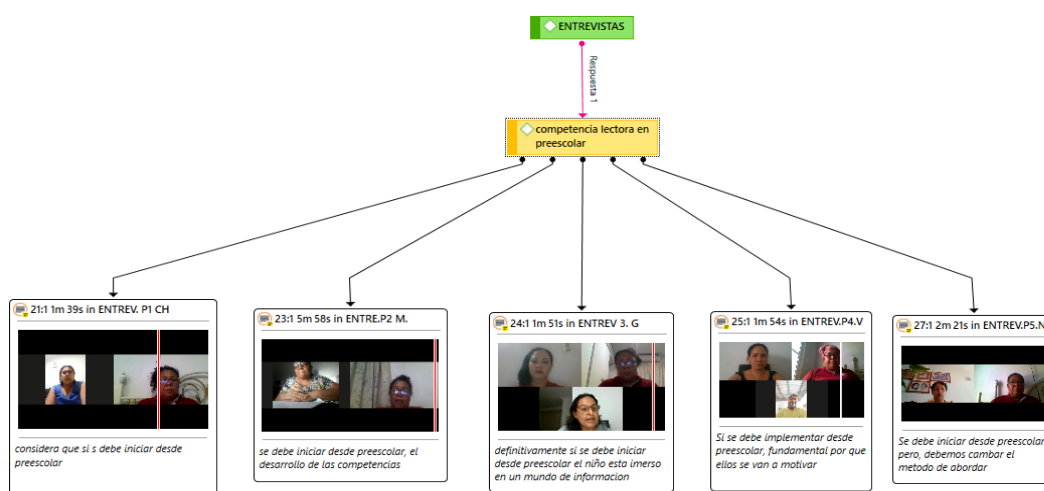 ENTREVISTAS
Respuesta 1
competencia lectora en
preescolar
21:1 1m 39s in ENTREV. P1 CH
considera que si s debe iniciar desde
preescolar
23:1 5m 58s in ENTRE.P2 M.
se debe iniciar desde preescolar, el
desarrollo de las competencias
24:1 1m 51s in ENTREV 3. G
definitivamente si se debe iniciar
desde preescolar el niño esta imerso
en un mundo de informacion
25:1 1m 54s in ENTREV.P4.V
Si se debe implementar desde
preescolar, fundamental por que
ellos se van a motivar
27:1 2m 21s in ENTREV.P5.N
Se debe iniciar desde preescolar
pero, debemos cambar el
metodo de abordar